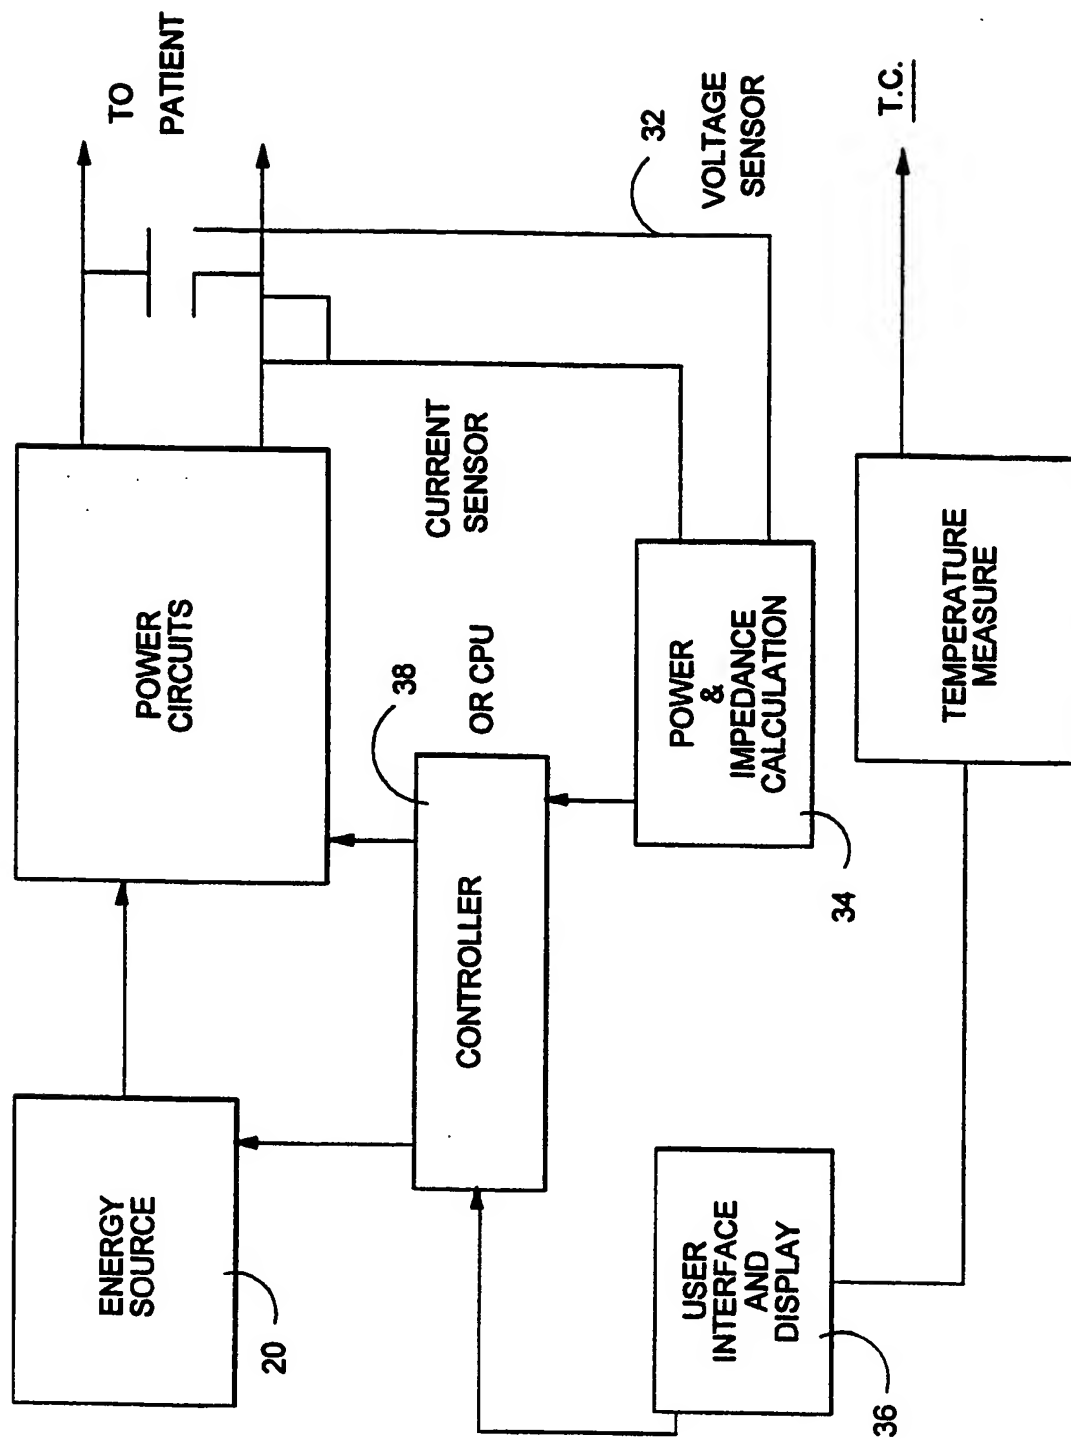 ENERGY
SOURCE
20
POWER
CIRCUITS
TO
PATIENT
CONTROLLER
38
OR CPU
CURRENT
SENSOR
32
VOLTAGE
SENSOR
USER
INTERFACE
AND
DISPLAY
36
POWER
&
IMPEDANCE
CALCULATION
34
TEMPERATURE
MEASURE
T.C.